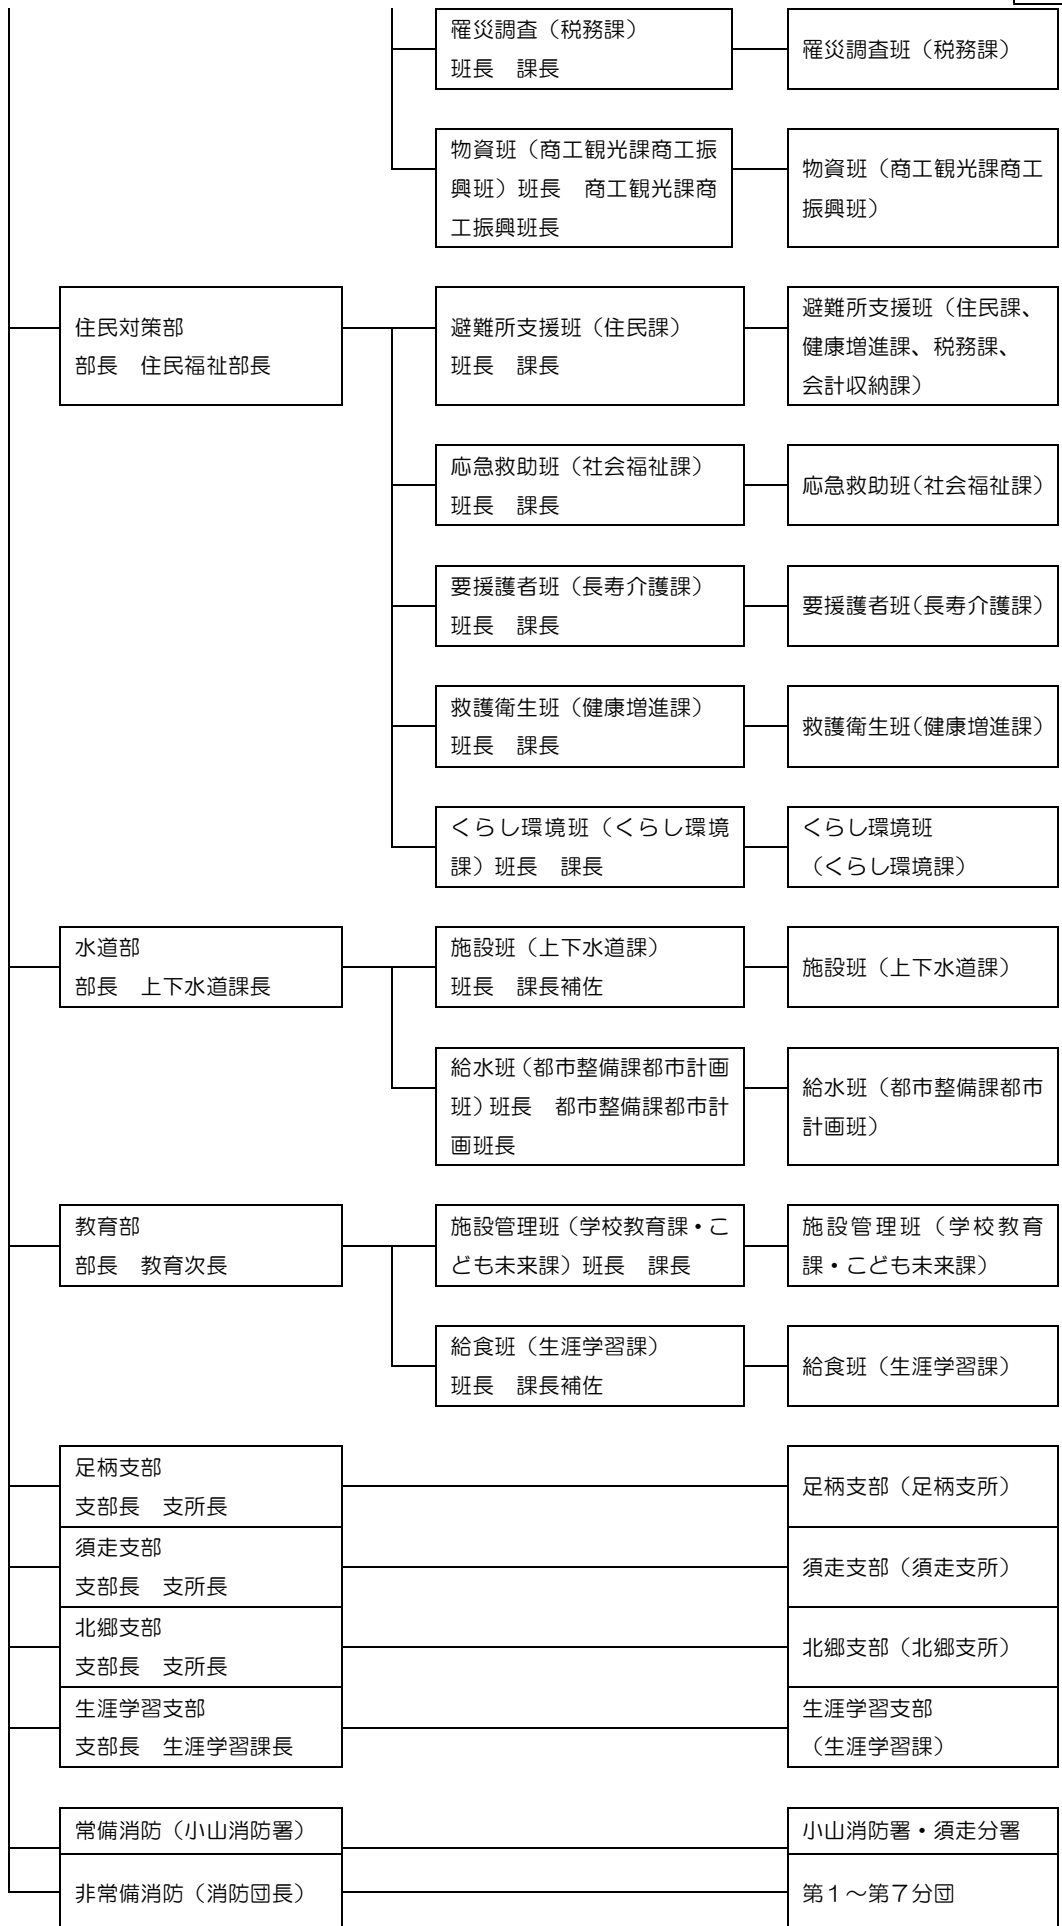 罹災調査（税務課）
班長　課長
罹災調査班（税務課）
物資班（商工観光課商工振
興班）班長　商工観光課商
工振興班長
物資班（商工観光課商工
振興班）
住民対策部
部長　住民福祉部長
避難所支援班（住民課）
班長　課長
避難所支援班（住民課、
健康増進課、税務課、
会計収納課）
応急救助班（社会福祉課）
班長　課長
応急救助班（社会福祉課）
要援護者班（長寿介護課）
班長　課長
要援護者班（長寿介護課）
救護衛生班（健康増進課）
班長　課長
救護衛生班（健康増進課）
くらし環境班（くらし環境
課）班長　課長
くらし環境班
（くらし環境課）
水道部
部長　上下水道課長
施設班（上下水道課）
班長　課長補佐
施設班（上下水道課）
給水班（都市整備課都市計画
班）班長　都市整備課都市計
画班長
給水班（都市整備課都市
計画班）
教育部
部長　教育次長
施設管理班（学校教育課・こ
ども未来課）班長　課長
施設管理班（学校教育
課・こども未来課）
給食班（生涯学習課）
班長　課長補佐
給食班（生涯学習課）
足柄支部
支部長　支所長
足柄支部（足柄支所）
須走支部
支部長　支所長
須走支部（須走支所）
北郷支部
支部長　支所長
北郷支部（北郷支所）
生涯学習支部
支部長　生涯学習課長
生涯学習支部
（生涯学習課）
常備消防（小山消防署）
小山消防署・須走分署
非常備消防（消防団長）
第１～第７分団